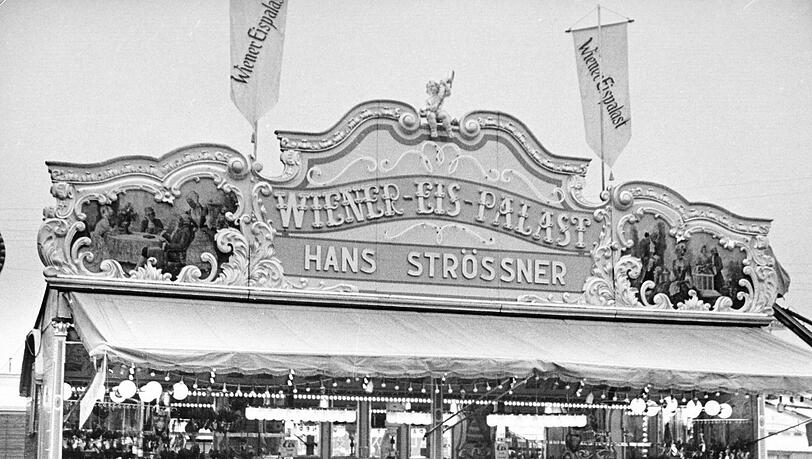 Wiener Eispalast
Wiener Eispalast
WIENER-EIS-PALAST
HANS STRÖSSNER